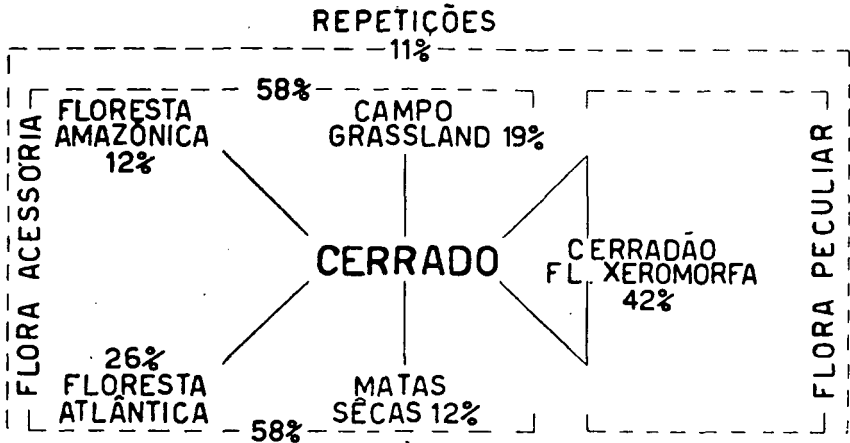 REPETIÇÕES
11%
58%
FLORESTA
AMAZÔNICA
12%
CAMPO
GRASSLAND 19%
FLORA ACESSÓRIA
CERRADO
CERRADÃO
FL. XEROMORFA
42%
FLORA PECULIAR
26%
FLORESTA
ATLÂNTICA
MATAS
SÊCAS 12%
58%